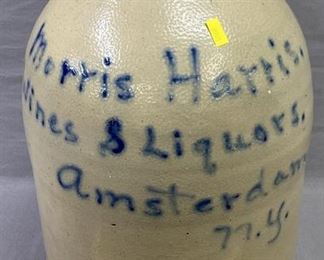 Morris Harris.
Wines & Liquors.
Amsterdam
N.Y.